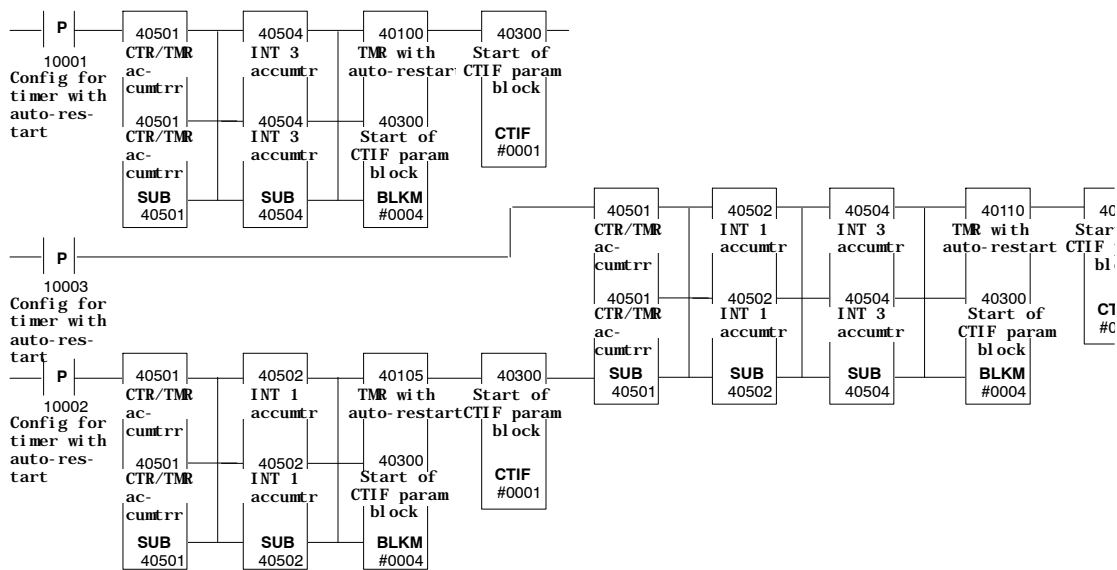 P
10001
Config for
timer with
auto-res-
tart
40501
CTR/TMR
ac-
cumtrr
40501
CTR/TMR
ac-
cumtrr
SUB
40501
40504
INT 3
accumtr
40504
INT 3
accumtr
SUB
40504
40100
TMR with
auto-restart
40300
Start of
CTIF param
block
BLKM
#0004
40300
Start of
CTIF param
block
CTIF
#0001
P
10003
Config for
timer with
auto-res-
tart
40501
CTR/TMR
ac-
cumtrr
40501
CTR/TMR
ac-
cumtrr
SUB
40501
40502
INT 1
accumtr
40502
INT 1
accumtr
SUB
40502
40504
INT 3
accumtr
40504
INT 3
accumtr
SUB
40504
40110
TMR with
auto-restart
40300
Start of
CTIF param
block
BLKM
#0004
40
Start
CTIF
blo
CT
#0
P
10002
Config for
timer with
auto-res-
tart
40501
CTR/TMR
ac-
cumtrr
40501
CTR/TMR
ac-
cumtrr
SUB
40501
40502
INT 1
accumtr
40502
INT 1
accumtr
SUB
40502
40105
TMR with
auto-restart
40300
Start of
CTIF param
block
BLKM
#0004
40300
Start of
CTIF param
block
CTIF
#0001